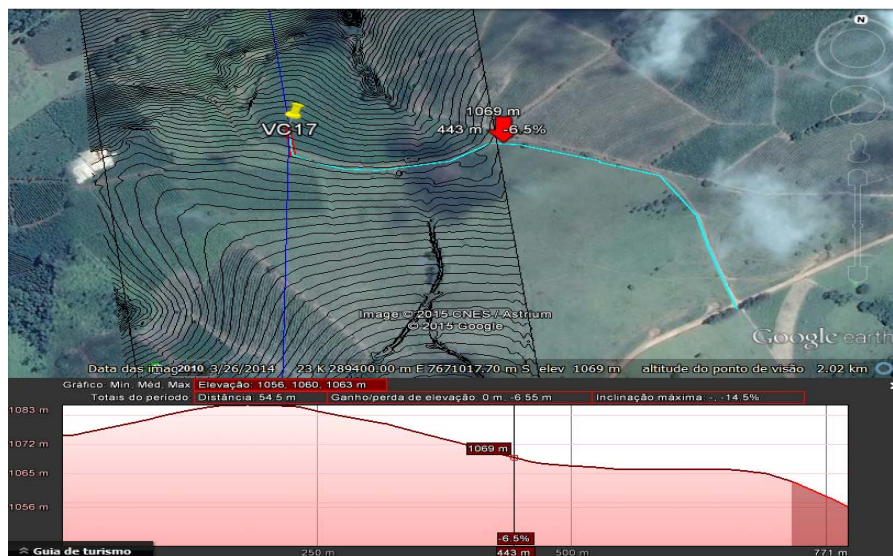 N
1069 m
VC17
443 m -6.5%
Image © 2015 CNES / Astrium
© 2015 Google
Google earth
Data das imag 2010 3/26/2014 23 K 289400.00 m E 7671017.70 m S elev 1069 m altitude do ponto de visão 2.02 km
Gráfico: Min, Méd, Max Elevação: 1056, 1060, 1063 m
Totais do período Distância: 54.5 m Ganho/perda de elevação: 0 m, -6.55 m Inclinação máxima: -, -14.5%
1083 m
1072 m
1069 m
1065 m
1056 m
-6.5%
Guia de turismo 250 m 443 m 500 m 771 m